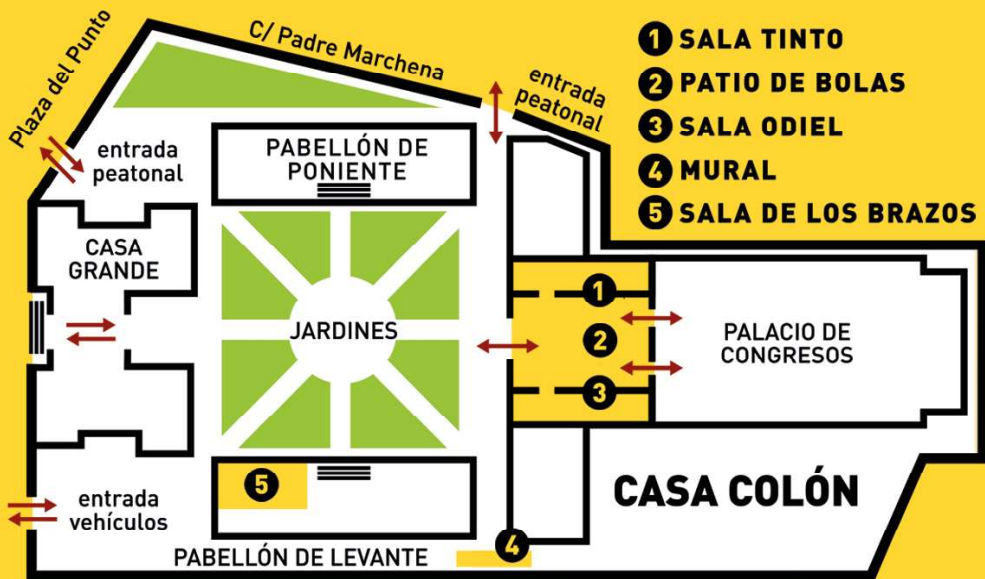 Plaza del Punto
C/ Padre Marchena
entrada
peatonal
1 SALA TINTO
2 PATIO DE BOLAS
3 SALA ODIEL
4 MURAL
5 SALA DE LOS BRAZOS
entrada
peatonal
PABELLÓN DE
PONIENTE
CASA
GRANDE
JARDINES
1
2
3
PALACIO DE
CONGRESOS
5
entrada
vehículos
CASA COLÓN
4
PABELLÓN DE LEVANTE